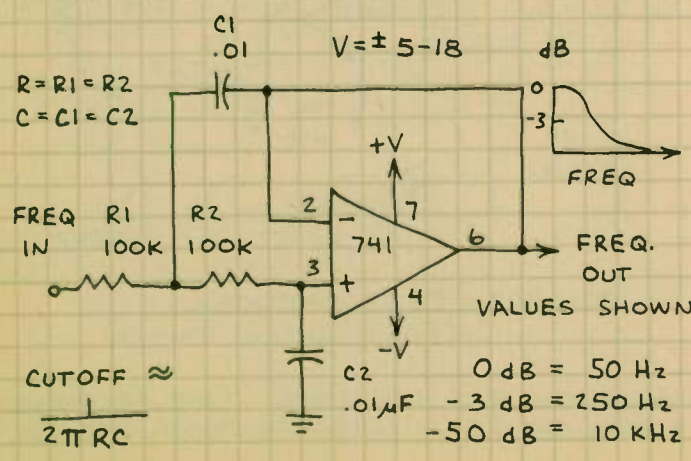 C1
.01
V = ± 5-18
dB
R = R1 = R2
C = C1 = C2
0
-3
+V
FREQ
FREQ IN
R1 100K
R2 100K
2
-
7
741
6
3
+
4
FREQ. OUT
VALUES SHOWN
-V
C2
.01µF
CUTOFF ≈
1
2πRC
0 dB = 50 Hz
-3 dB = 250 Hz
-50 dB = 10 KHz